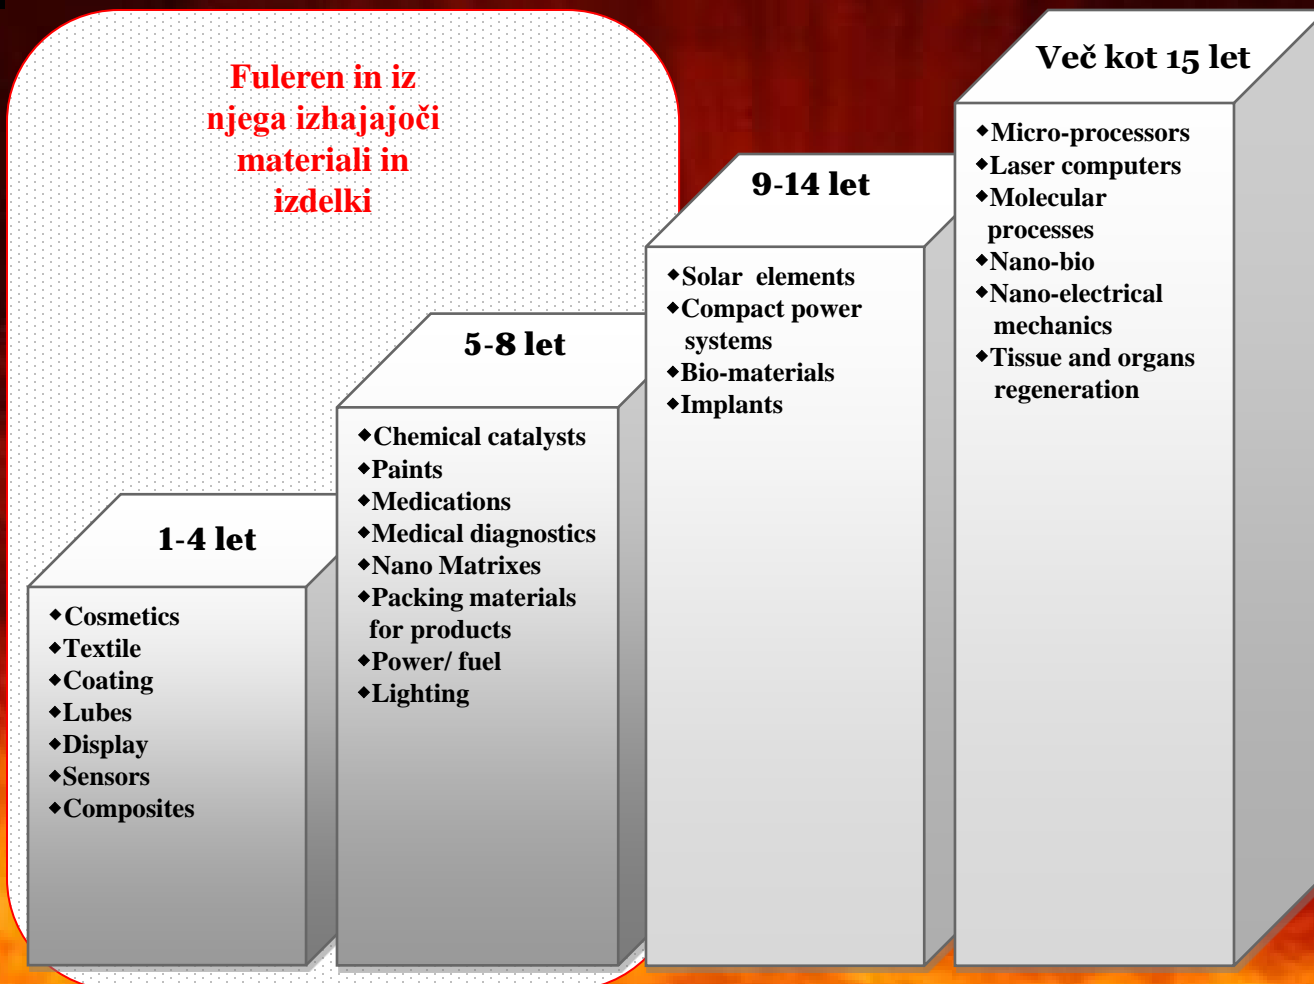 Fuleren in iz
njega izhajajoči
materiali in
izdelki
1-4 let
◆Cosmetics
◆Textile
◆Coating
◆Lubes
◆Display
◆Sensors
◆Composites
5-8 let
◆Chemical catalysts
◆Paints
◆Medications
◆Medical diagnostics
◆Nano Matrixes
◆Packing materials
for products
◆Power/ fuel
◆Lighting
9-14 let
◆Solar elements
◆Compact power
systems
◆Bio-materials
◆Implants
Več kot 15 let
◆Micro-processors
◆Laser computers
◆Molecular
processes
◆Nano-bio
◆Nano-electrical
mechanics
◆Tissue and organs
regeneration